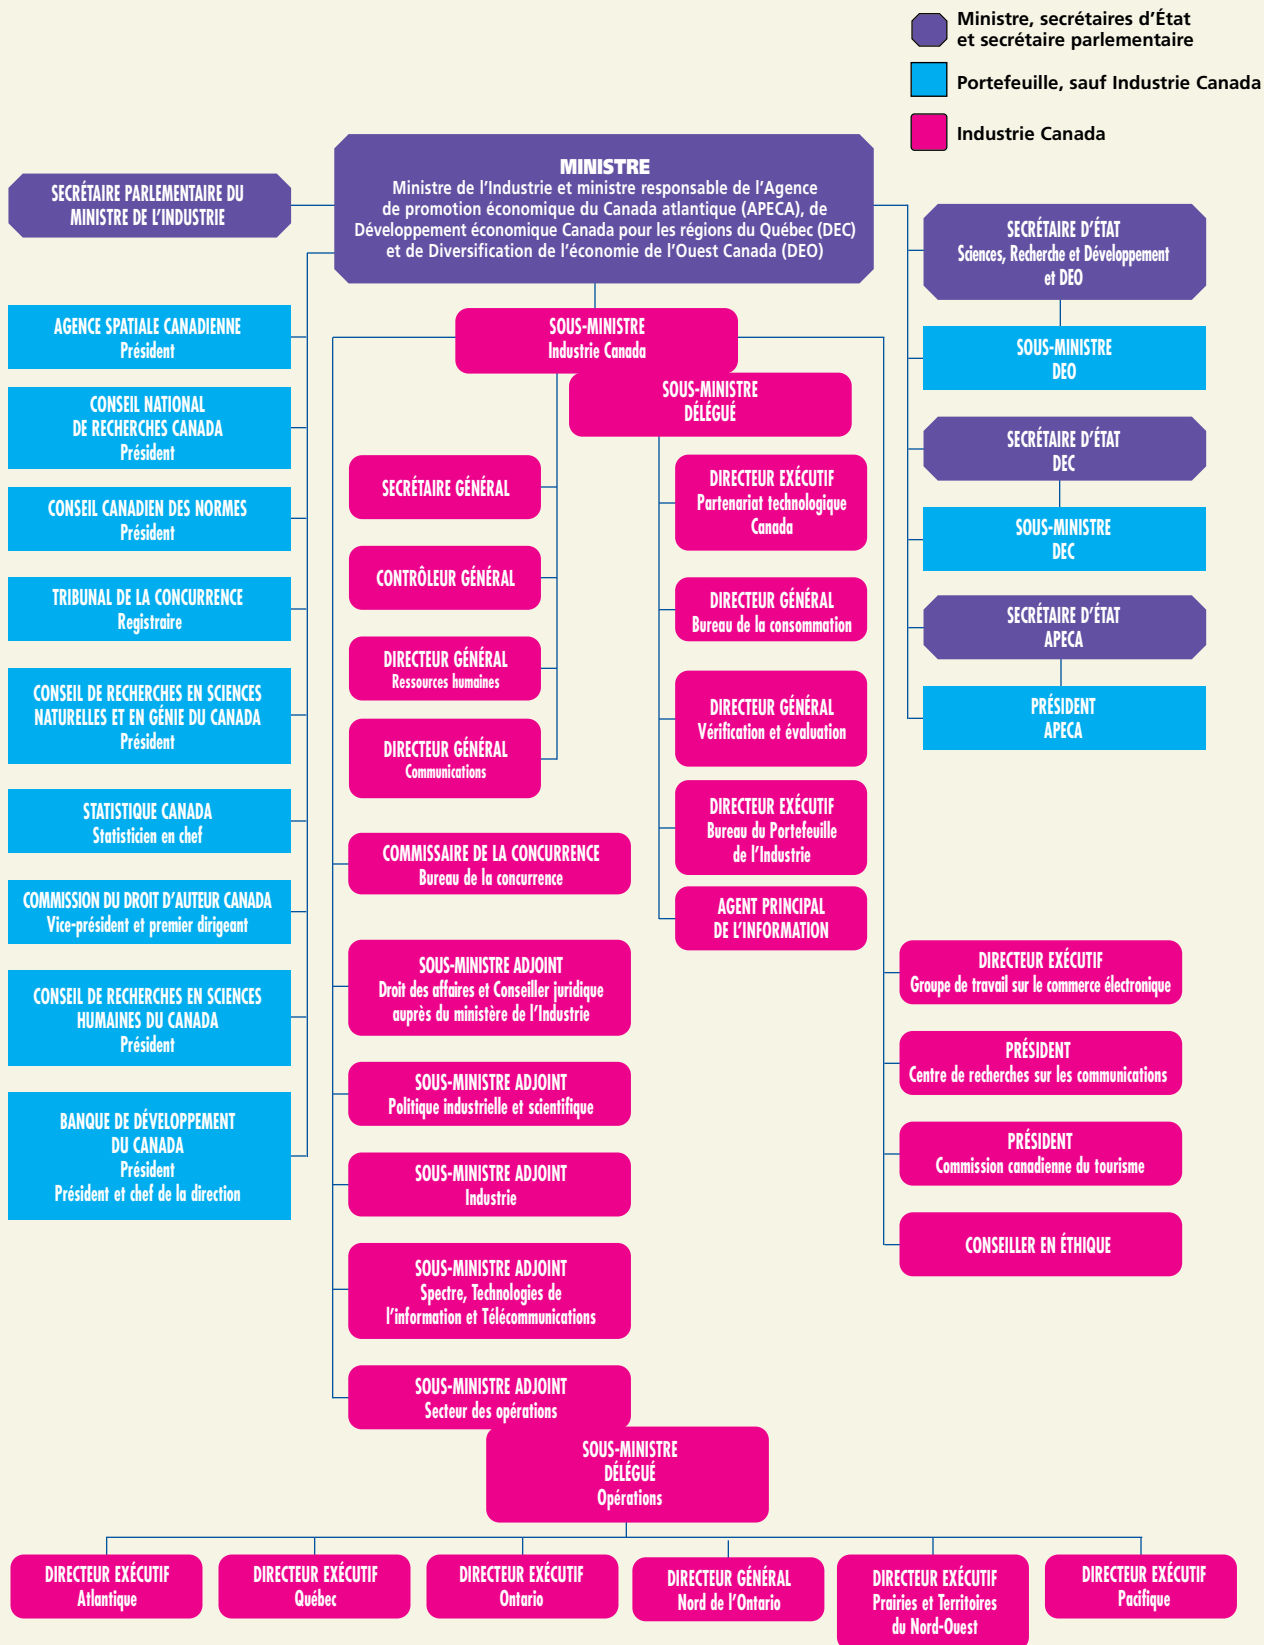 Ministre, secrétaires d'État
et secrétaire parlementaire
Portefeuille, sauf Industrie Canada
Industrie Canada
MINISTRE
Ministre de l'Industrie et ministre responsable de l'Agence
de promotion économique du Canada atlantique (APECA), de
Développement économique Canada pour les régions du Québec (DEC)
et de Diversification de l'économie de l'Ouest Canada (DEO)
SECRÉTAIRE PARLEMENTAIRE DU
MINISTRE DE L'INDUSTRIE
AGENCE SPATIALE CANADIENNE
Président
CONSEIL NATIONAL
DE RECHERCHES CANADA
Président
CONSEIL CANADIEN DES NORMES
Président
TRIBUNAL DE LA CONCURRENCE
Registraire
CONSEIL DE RECHERCHES EN SCIENCES
NATURELLES ET EN GÉNIE DU CANADA
Président
STATISTIQUE CANADA
Statisticien en chef
COMMISSION DU DROIT D'AUTEUR CANADA
Vice-président et premier dirigeant
CONSEIL DE RECHERCHES EN SCIENCES
HUMAINES DU CANADA
Président
BANQUE DE DÉVELOPPEMENT
DU CANADA
Président
Président et chef de la direction
SOUS-MINISTRE
Industrie Canada
SOUS-MINISTRE
DÉLÉGUÉ
SECRÉTAIRE GÉNÉRAL
CONTRÔLEUR GÉNÉRAL
DIRECTEUR GÉNÉRAL
Ressources humaines
DIRECTEUR GÉNÉRAL
Communications
DIRECTEUR EXÉCUTIF
Partenariat technologique
Canada
DIRECTEUR GÉNÉRAL
Bureau de la consommation
DIRECTEUR GÉNÉRAL
Vérification et évaluation
DIRECTEUR EXÉCUTIF
Bureau du Portefeuille
de l'Industrie
AGENT PRINCIPAL
DE L'INFORMATION
COMMISSAIRE DE LA CONCURRENCE
Bureau de la concurrence
SOUS-MINISTRE ADJOINT
Droit des affaires et Conseiller juridique
auprès du ministère de l'Industrie
SOUS-MINISTRE ADJOINT
Politique industrielle et scientifique
SOUS-MINISTRE ADJOINT
Industrie
SOUS-MINISTRE ADJOINT
Spectre, Technologies de
l'information et Télécommunications
SOUS-MINISTRE ADJOINT
Secteur des opérations
SOUS-MINISTRE
DÉLÉGUÉ
Opérations
SECRÉTAIRE D'ÉTAT
Sciences, Recherche et Développement
et DEO
SOUS-MINISTRE
DEO
SECRÉTAIRE D'ÉTAT
DEC
SOUS-MINISTRE
DEC
SECRÉTAIRE D'ÉTAT
APECA
PRÉSIDENT
APECA
DIRECTEUR EXÉCUTIF
Groupe de travail sur le commerce électronique
PRÉSIDENT
Centre de recherches sur les communications
PRÉSIDENT
Commission canadienne du tourisme
CONSEILLER EN ÉTHIQUE
DIRECTEUR EXÉCUTIF
Atlantique
DIRECTEUR EXÉCUTIF
Québec
DIRECTEUR EXÉCUTIF
Ontario
DIRECTEUR GÉNÉRAL
Nord de l'Ontario
DIRECTEUR EXÉCUTIF
Prairies et Territoires
du Nord-Ouest
DIRECTEUR EXÉCUTIF
Pacifique